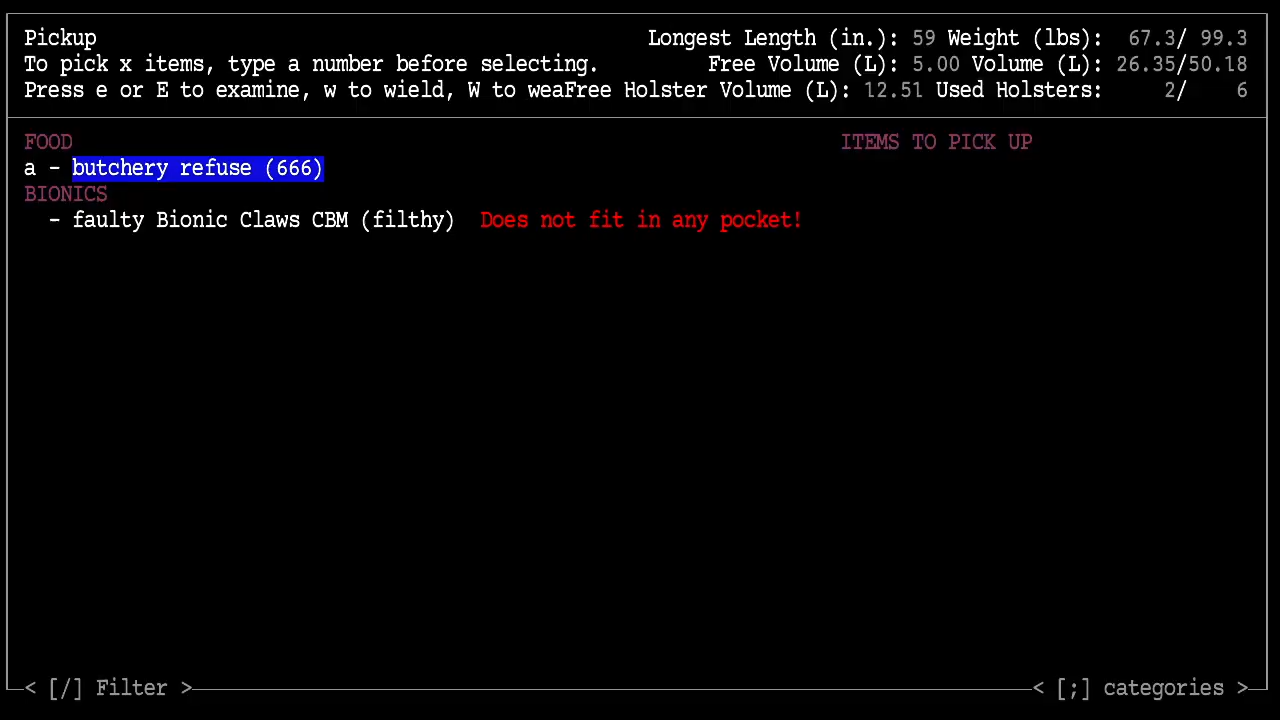 Pickup Longest Length (in.): 59 Weight (lbs): 67.3/ 99.3
To pick x items, type a number before selecting. Free Volume (L): 5.00 Volume (L): 26.35/50.18
Press e or E to examine, w to wield, W to weaFree Holster Volume (L): 12.51 Used Holsters: 2/ 6
FOOD ITEMS TO PICK UP
a - butchery refuse (666)
BIONICS
- faulty Bionic Claws CBM (filthy) Does not fit in any pocket!
< [/] Filter > < [;] categories >